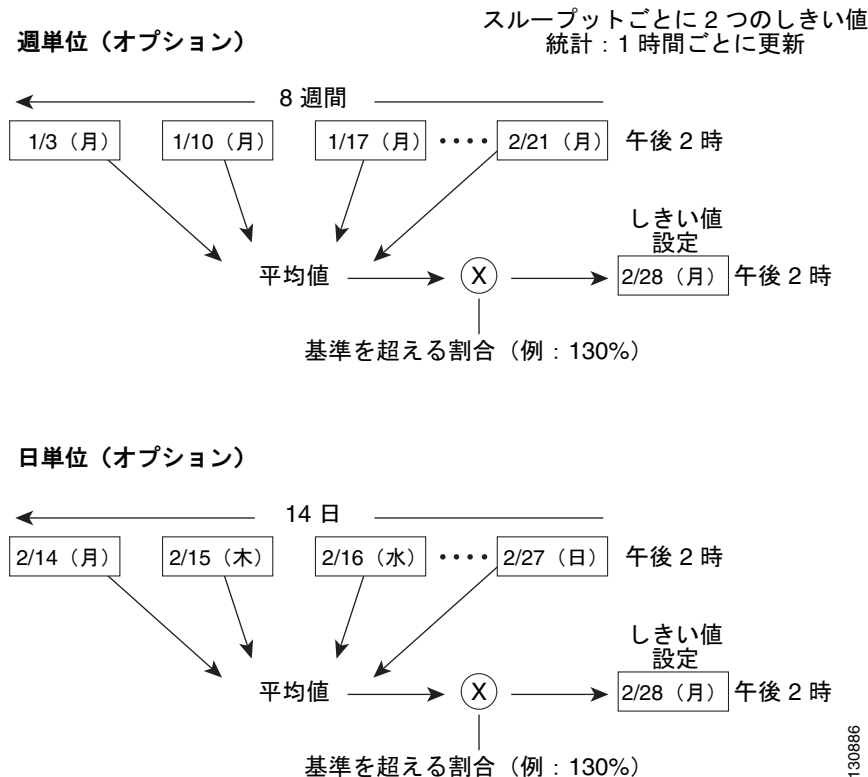 週単位（オプション）
スループットごとに 2 つのしきい値
統計：1 時間ごとに更新
8 週間
1/3（月） 1/10（月） 1/17（月） ・・・・ 2/21（月） 午後 2 時
しきい値
設定
平均値 X 2/28（月） 午後 2 時
基準を超える割合（例：130%）
日単位（オプション）
14 日
2/14（月） 2/15（木） 2/16（水） ・・・・ 2/27（日） 午後 2 時
しきい値
設定
平均値 X 2/28（月） 午後 2 時
基準を超える割合（例：130%）
130886